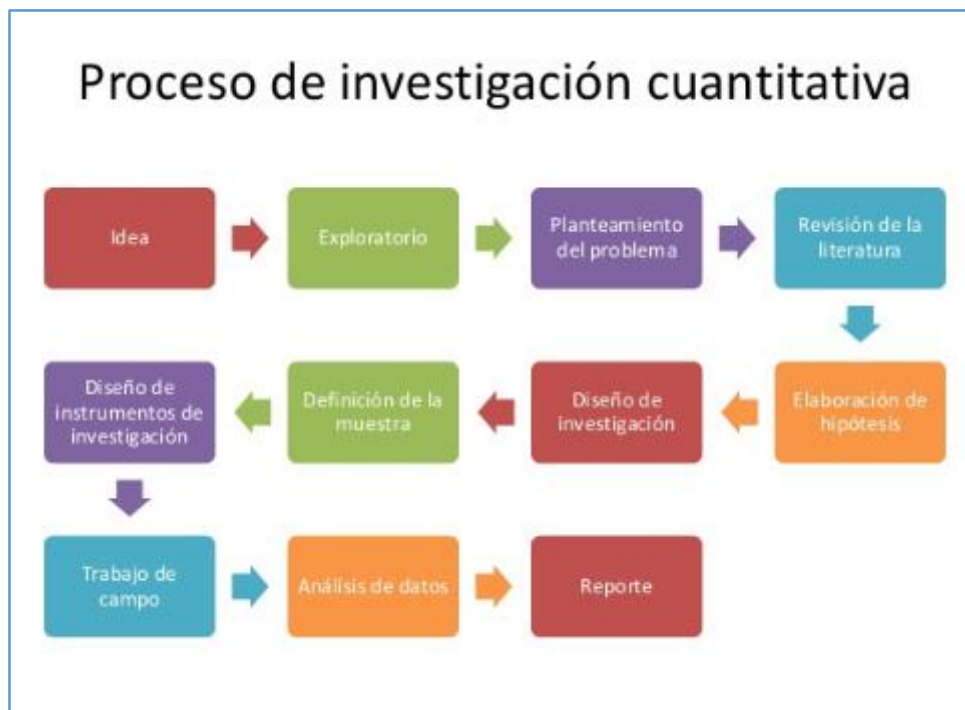 Proceso de investigación cuantitativa
Idea
Exploratorio
Planteamiento
del problema
Revisión de la
literatura
Elaboración de
hipótesis
Diseño de
investigación
Definición de la
muestra
Diseño de
instrumentos de
investigación
Trabajo de
campo
Análisis de datos
Reporte